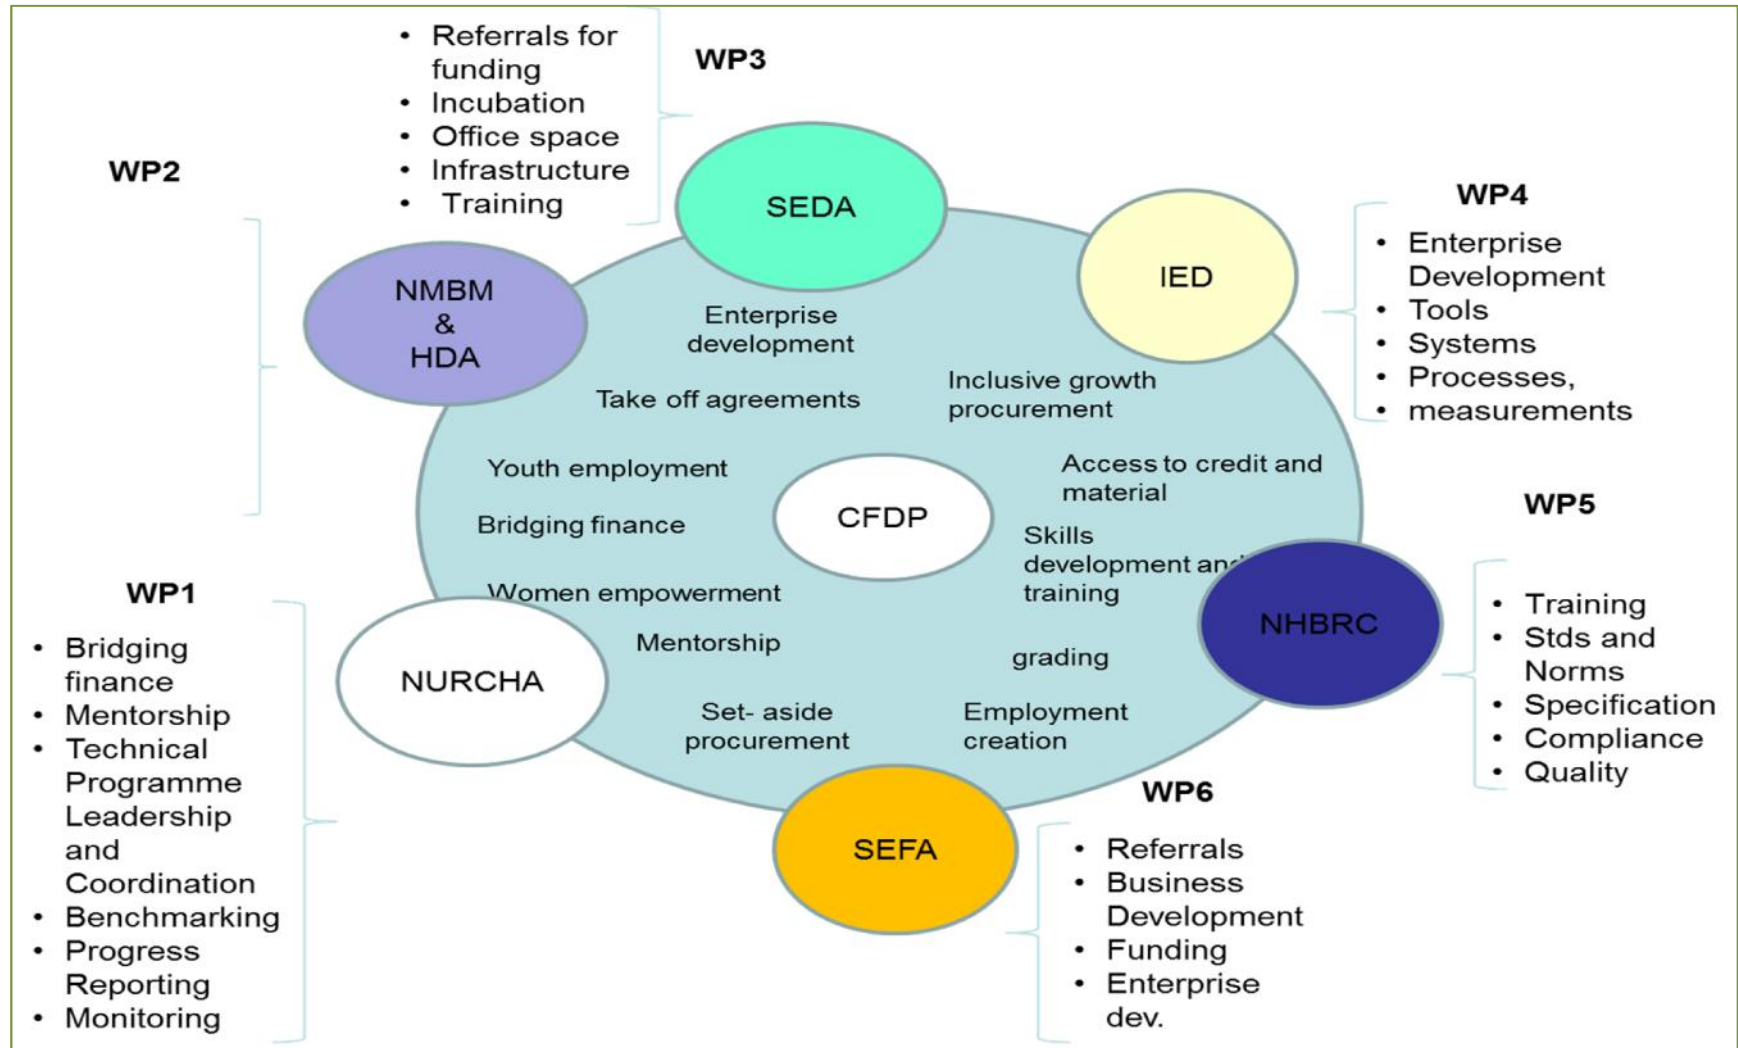 WP3
• Referrals for
funding
• Incubation
• Office space
• Infrastructure
• Training
WP2
WP4
• Enterprise
Development
• Tools
• Systems
• Processes,
• measurements
SEDA
IED
NMBM
&
HDA
Enterprise
development
Take off agreements
Inclusive growth
procurement
Youth employment
Access to credit and
material
CFDP
Bridging finance
Skills
development and
training
Women empowerment
Mentorship
grading
Set- aside
procurement
Employment
creation
NURCHA
NHBRC
SEFA
WP5
• Training
• Stds and
Norms
• Specification
• Compliance
• Quality
WP1
• Bridging
finance
• Mentorship
• Technical
Programme
Leadership
and
Coordination
• Benchmarking
• Progress
Reporting
• Monitoring
WP6
• Referrals
• Business
Development
• Funding
• Enterprise
dev.